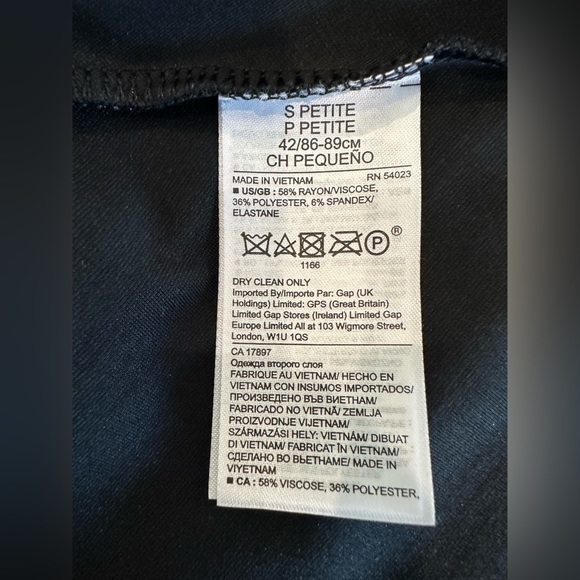 S PETITE
P PETITE
42/86-89CM
CH PEQUEÑO
MADE IN VIETNAM RN 54023
■ US/GB : 58% RAYON/VISCOSE,
36% POLYESTER, 6% SPANDEX/
ELASTANE
P ®
1166
DRY CLEAN ONLY
Imported By/Importe Par: Gap (UK
Holdings) Limited: GPS (Great Britain)
Limited Gap Stores (Ireland) Limited Gap
Europe Limited All at 103 Wigmore Street,
London, W1U 1QS
CA 17897
Одежда второго слоя
FABRIQUE AU VIETNAM/ HECHO EN
VIETNAM CON INSUMOS IMPORTADOS/
ПРОИЗВЕДЕНО ВЪВ ВИЕТНАМ/
FABRICADO NO VIETNÃ/ ZEMLJA
PROIZVODNJE VIJETNAM/
SZÁRMAZÁSI HELY: VIETNÁM/ DIBUAT
DI VIETNAM/ FABRICAT ÎN VIETNAM/
СДЕЛАНО ВО ВЬЕТНАМЕ/ MADE IN
VIYETNAM
■ CA : 58% VISCOSE, 36% POLYESTER,